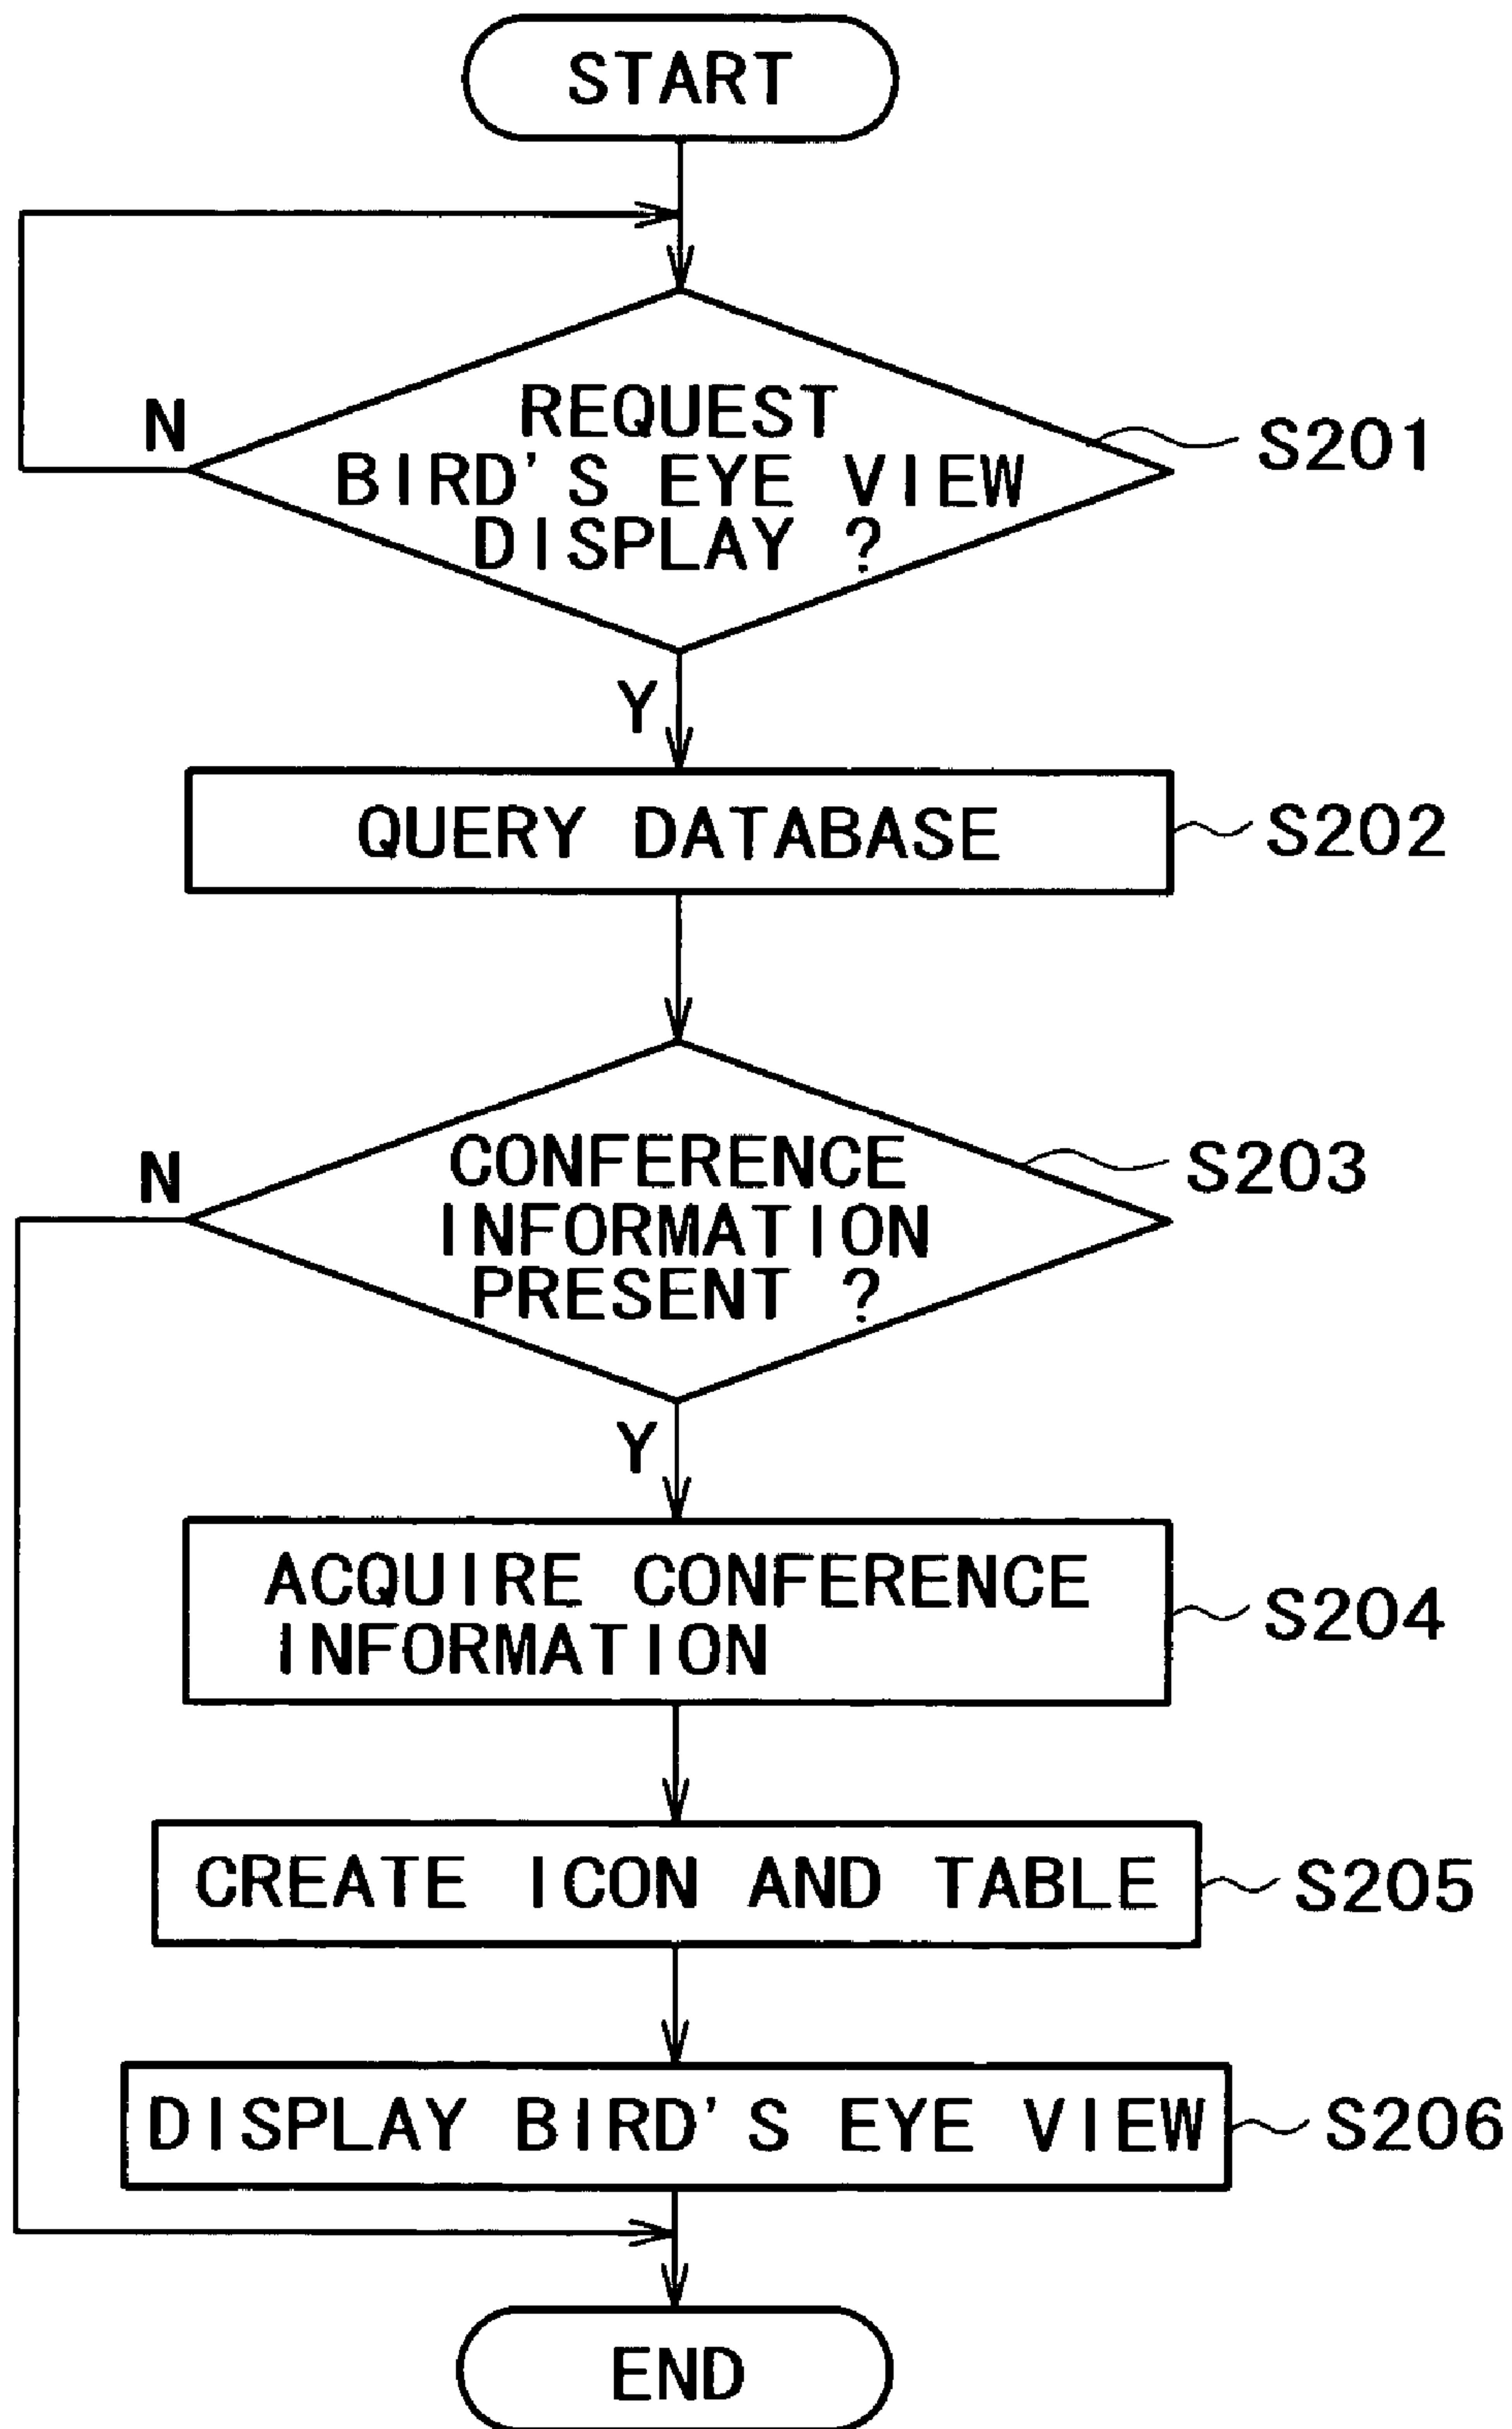 START
N
REQUEST
BIRD'S EYE VIEW
DISPLAY ?
S201
Y
QUERY DATABASE
S202
N
CONFERENCE
INFORMATION
PRESENT ?
S203
Y
ACQUIRE CONFERENCE
INFORMATION
S204
CREATE ICON AND TABLE
S205
DISPLAY BIRD'S EYE VIEW
S206
END